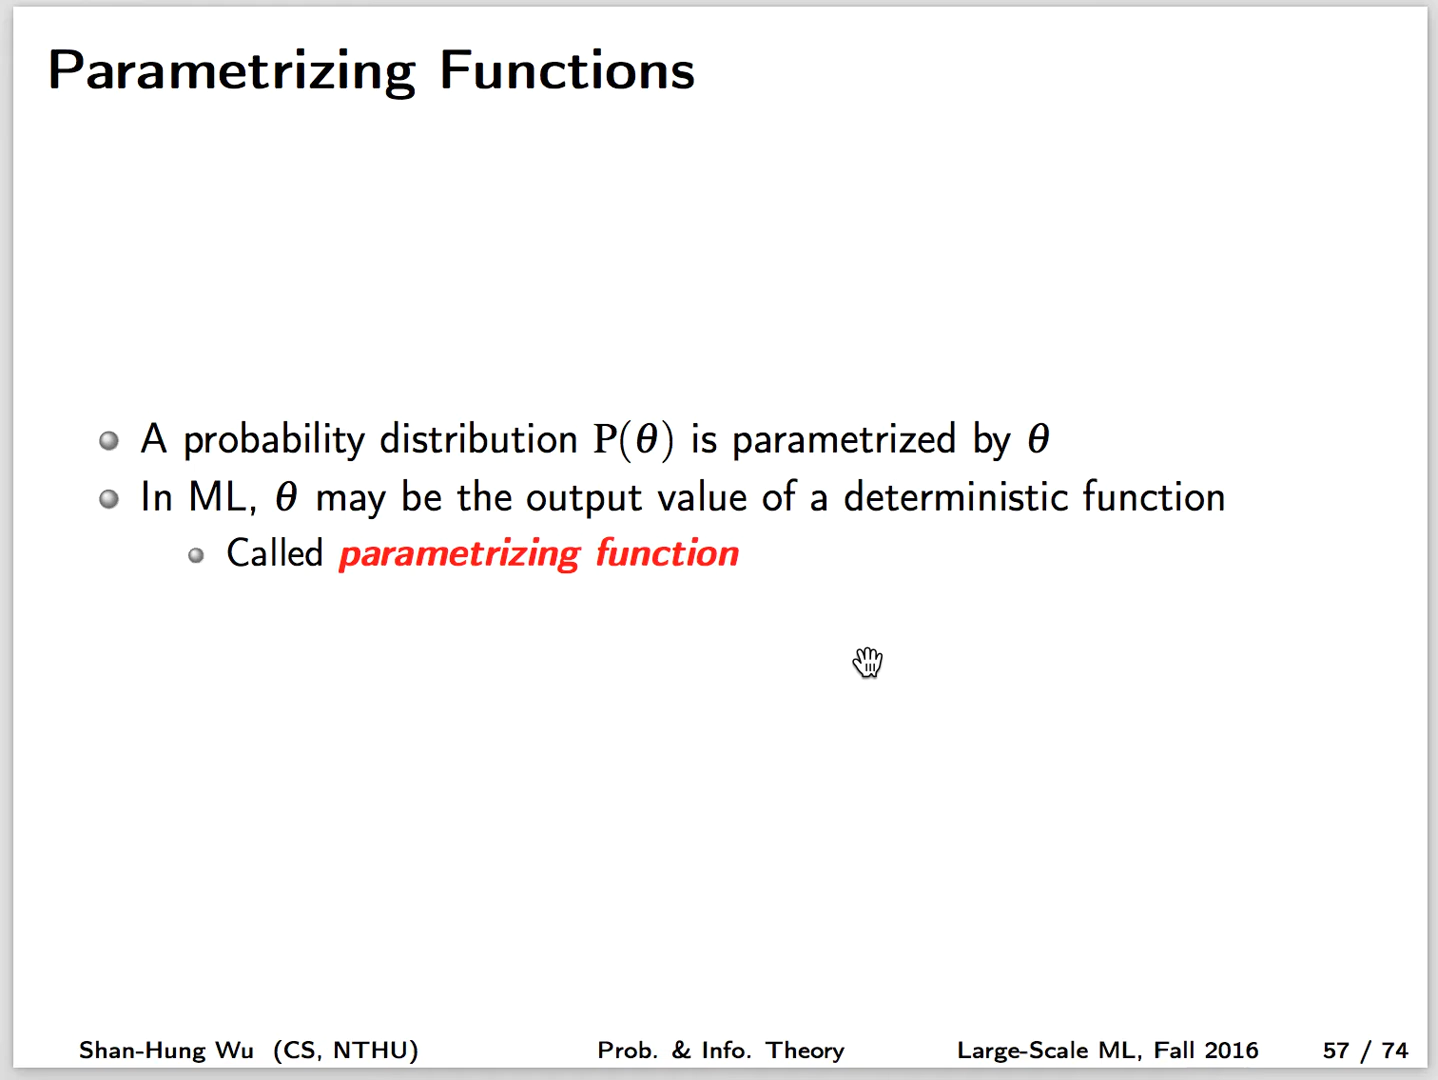 Parametrizing Functions
A probability distribution P(θ) is parametrized by θ
In ML, θ may be the output value of a deterministic function
Called parametrizing function
Shan-Hung Wu (CS, NTHU) Prob. & Info. Theory Large-Scale ML, Fall 2016 57 / 74